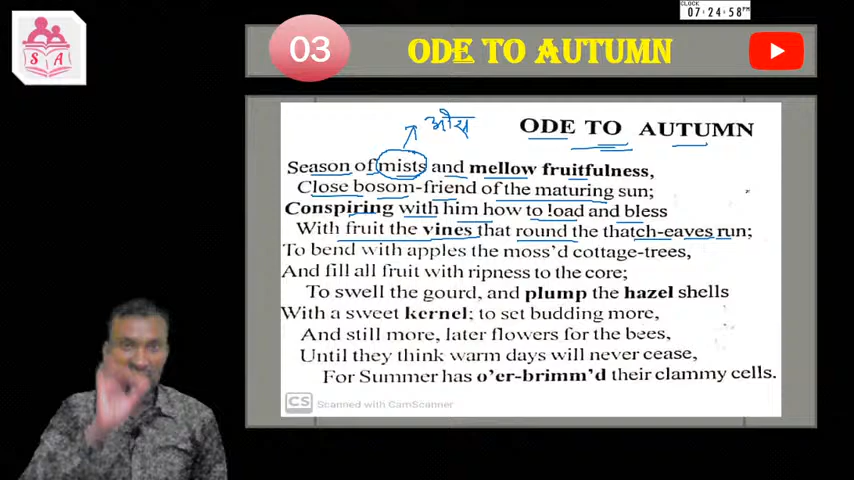 CLOCK
07:24:58PM
S A
03
ODE TO AUTUMN
औस
ODE TO AUTUMN
Season of mists and mellow fruitfulness,
Close bosom-friend of the maturing sun;
Conspiring with him how to load and bless
With fruit the vines that round the thatch-eaves run;
To bend with apples the moss’d cottage-trees,
And fill all fruit with ripness to the core;
To swell the gourd, and plump the hazel shells
With a sweet kernel; to set budding more,
And still more, later flowers for the bees,
Until they think warm days will never cease,
For Summer has o’er-brimm’d their clammy cells.
CS Scanned with CamScanner